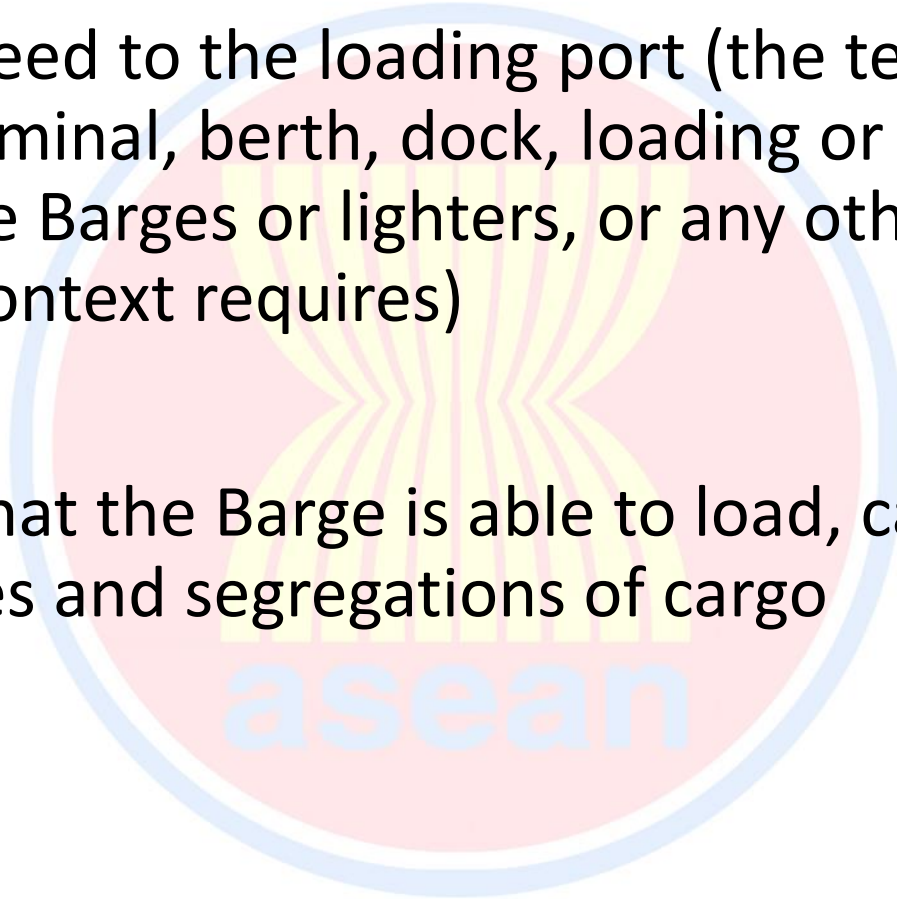 eed to the loading port (the te
minal, berth, dock, loading or
e Barges or lighters, or any oth
ontext requires)
hat the Barge is able to load, ca
es and segregations of cargo
asean